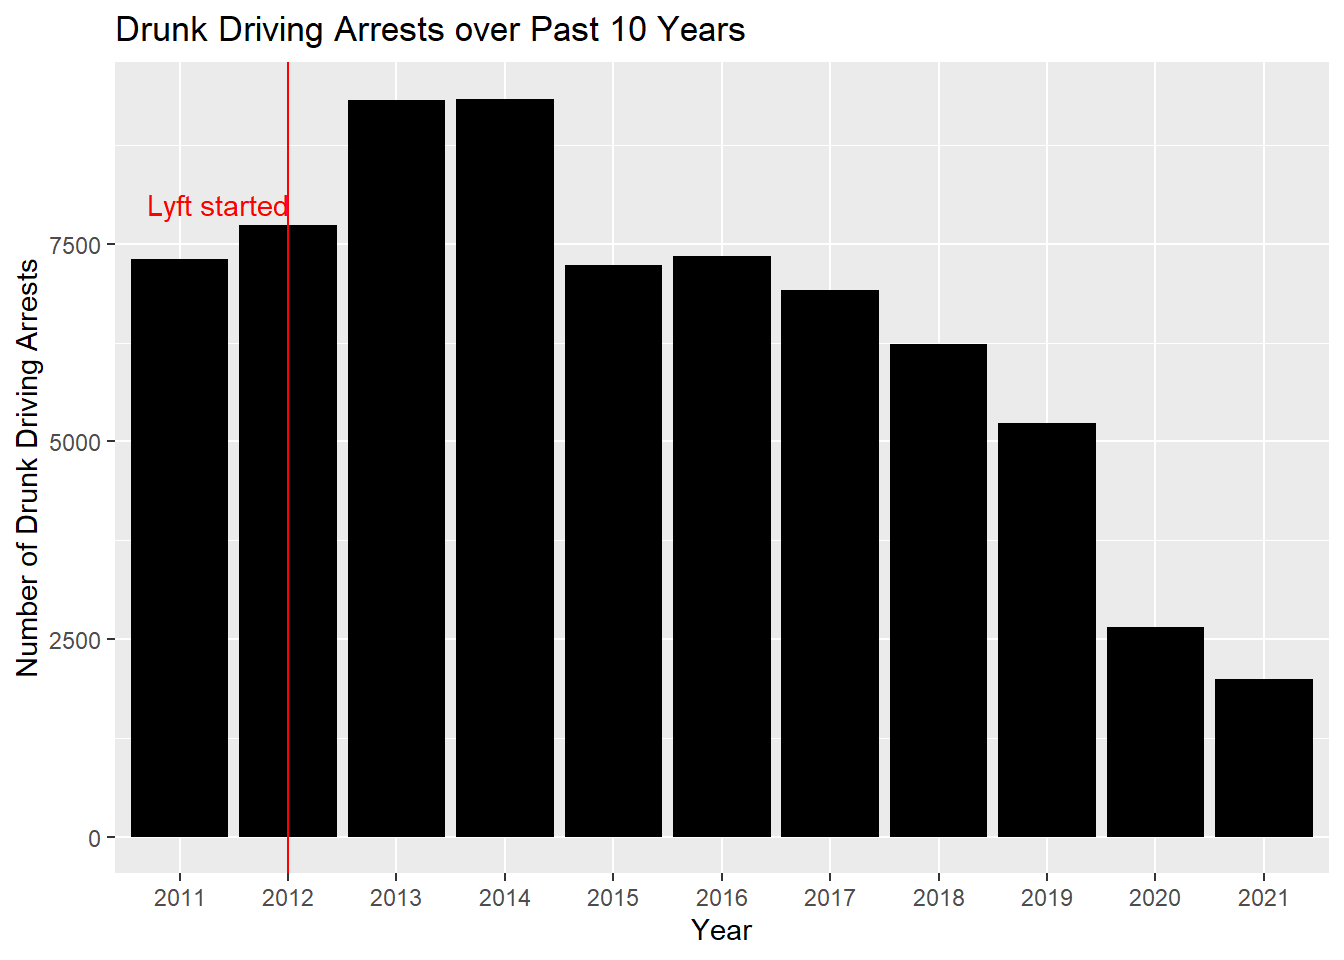 Drunk Driving Arrests over Past 10 Years
Number of Drunk Driving Arrests
7500
5000
2500
0
Lyft started
2011 2012 2013 2014 2015 2016 2017 2018 2019 2020 2021
Year